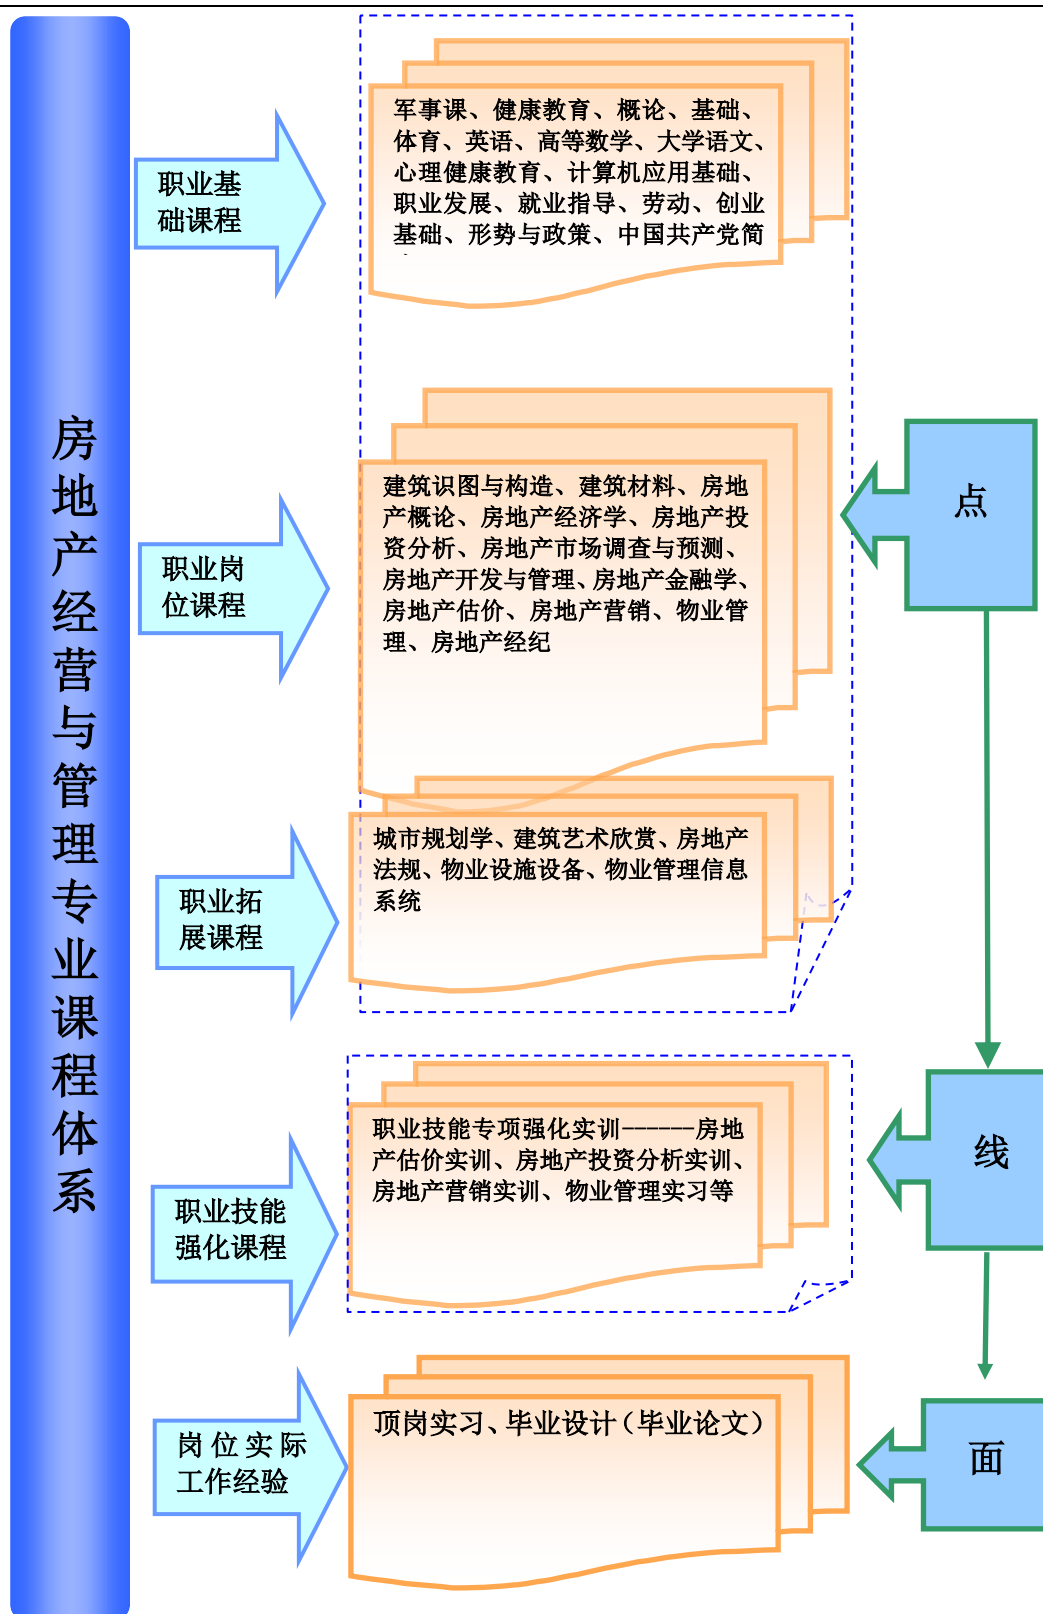 房地产经营与管理专业课程体系
职业基
础课程
军事课、健康教育、概论、基础、
体育、英语、高等数学、大学语文、
心理健康教育、计算机应用基础、
职业发展、就业指导、劳动、创业
基础、形势与政策、中国共产党简
职业岗
位课程
建筑识图与构造、建筑材料、房地
产概论、房地产经济学、房地产投
资分析、房地产市场调查与预测、
房地产开发与管理、房地产金融学、
房地产估价、房地产营销、物业管
理、房地产经纪
点
职业拓
展课程
城市规划学、建筑艺术欣赏、房地产
法规、物业设施设备、物业管理信息
系统
职业技能
强化课程
职业技能专项强化实训------房地
产估价实训、房地产投资分析实训、
房地产营销实训、物业管理实习等
线
岗位实际
工作经验
顶岗实习、毕业设计（毕业论文）
面